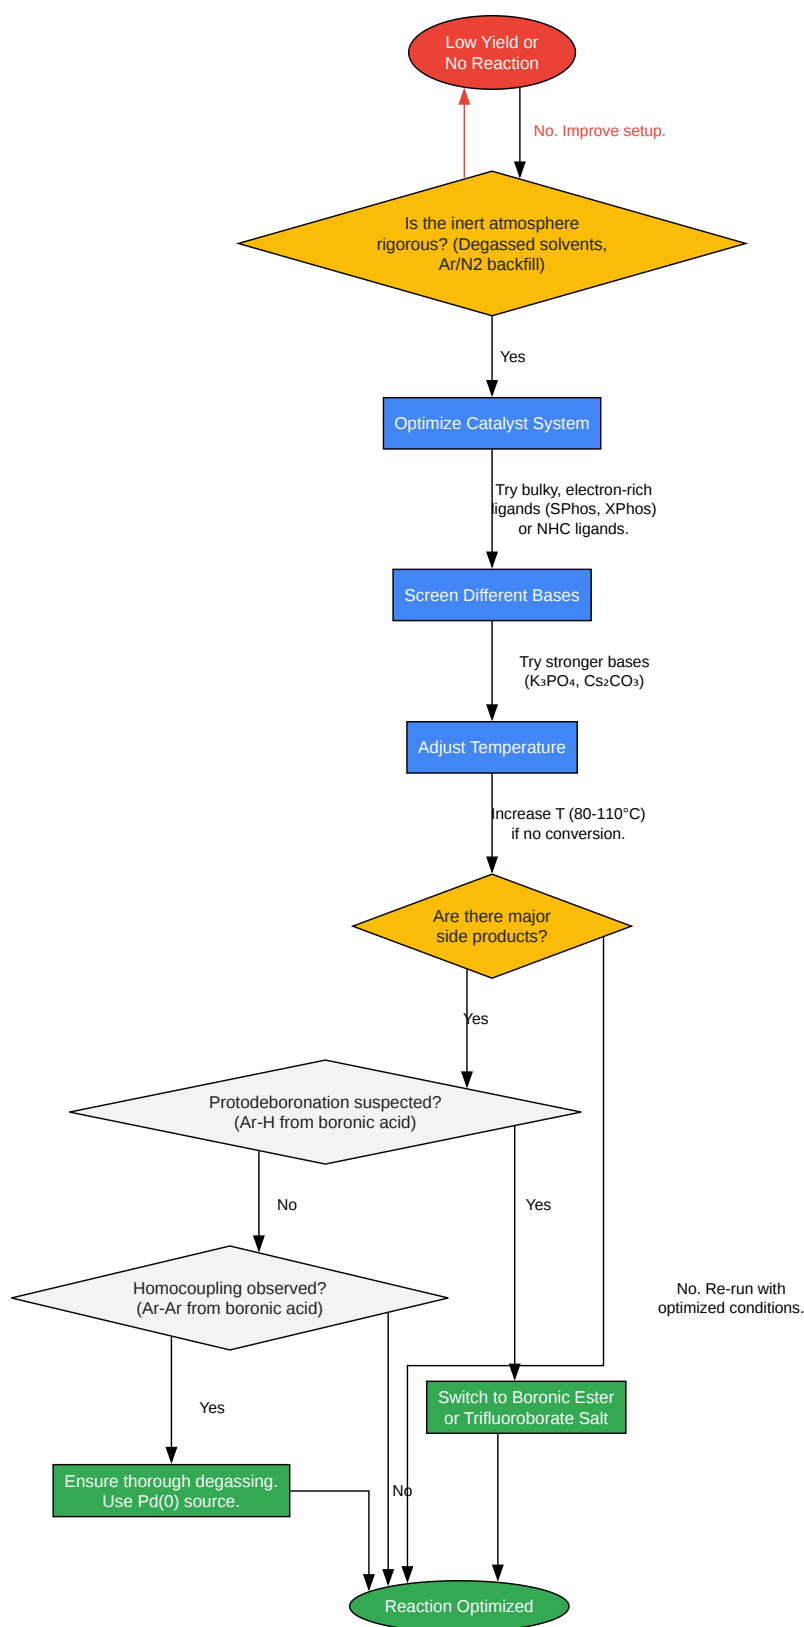 Low Yield or
No Reaction
No. Improve setup.
Is the inert atmosphere
rigorous? (Degassed solvents,
Ar/N2 backfill)
Yes
Optimize Catalyst System
Try bulky, electron-rich
ligands (SPhos, XPhos)
or NHC ligands.
Screen Different Bases
Try stronger bases
(K₃PO₄, Cs₂CO₃)
Adjust Temperature
Increase T (80-110°C)
if no conversion.
Are there major
side products?
Yes
Protodeboronation suspected?
(Ar-H from boronic acid)
No
Yes
Homocoupling observed?
(Ar-Ar from boronic acid)
No. Re-run with
optimized conditions.
Yes
Switch to Boronic Ester
or Trifluoroborate Salt
Ensure thorough degassing.
Use Pd(0) source.
No
Reaction Optimized